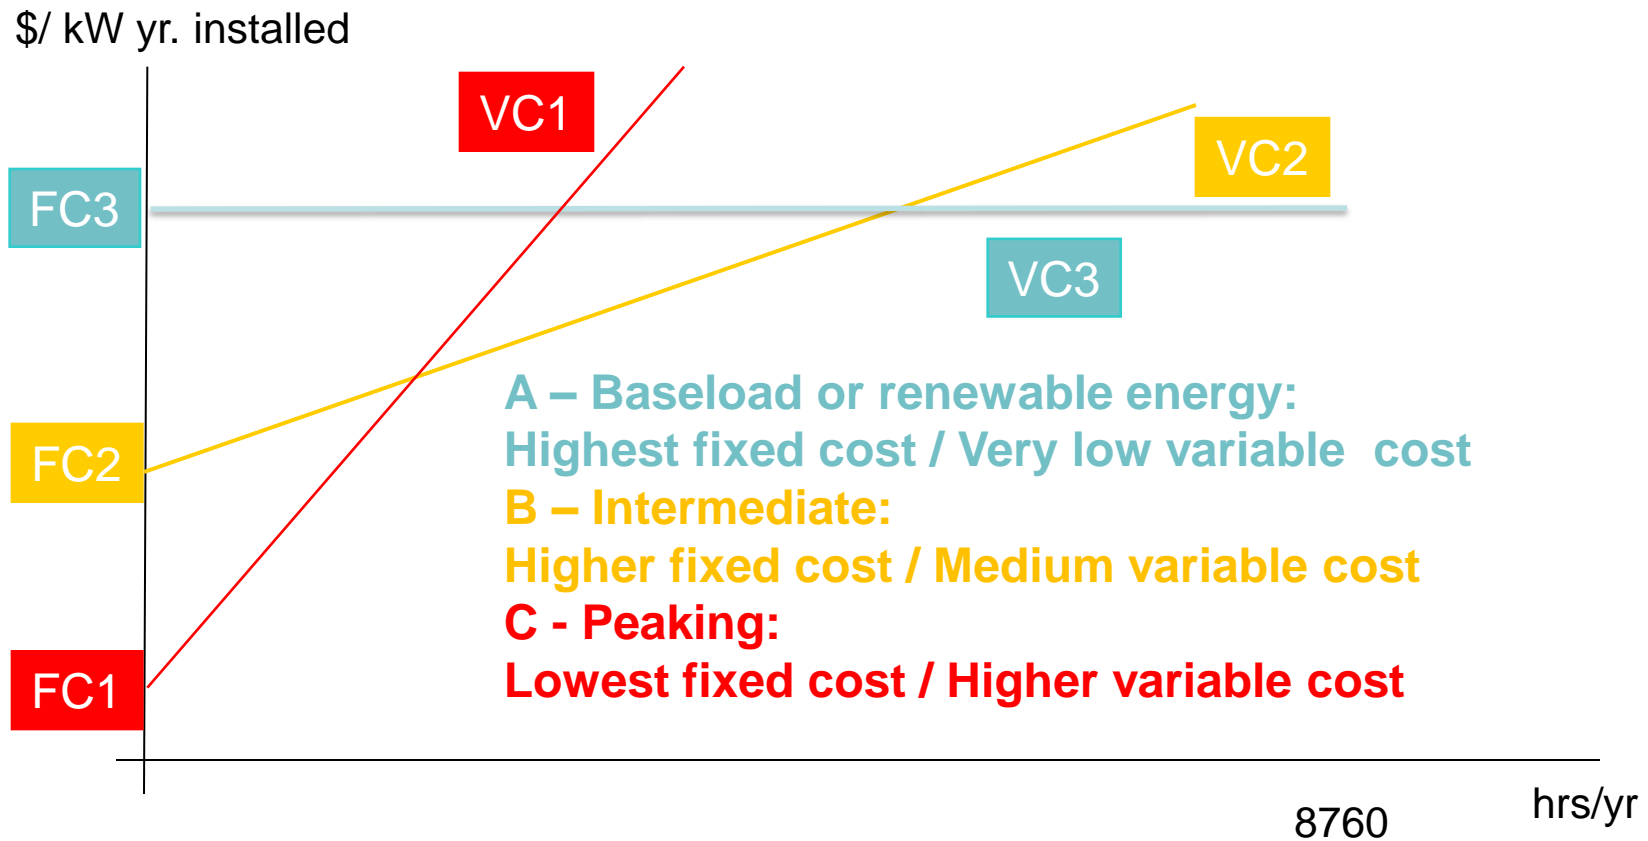 $/ kW yr. installed
VC1
VC2
FC3
VC3
A – Baseload or renewable energy:
Highest fixed cost / Very low variable cost
FC2
B – Intermediate:
Higher fixed cost / Medium variable cost
C - Peaking:
FC1
Lowest fixed cost / Higher variable cost
8760
hrs/yr